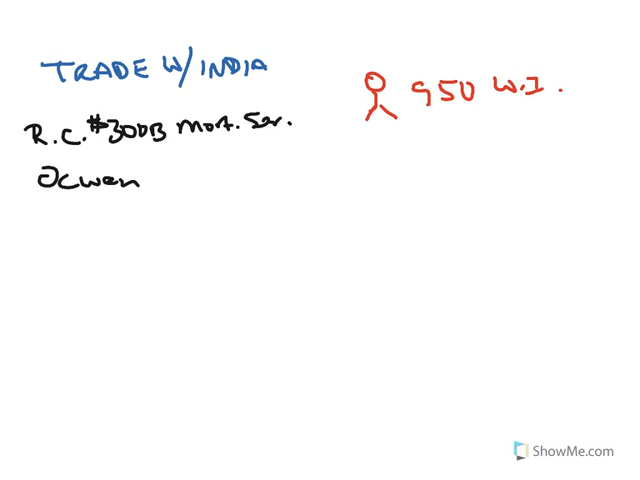 TRADE W/ INDIA
950 W.I.
R.C. #300B Mort. Ser.
Ocwen
ShowMe.com